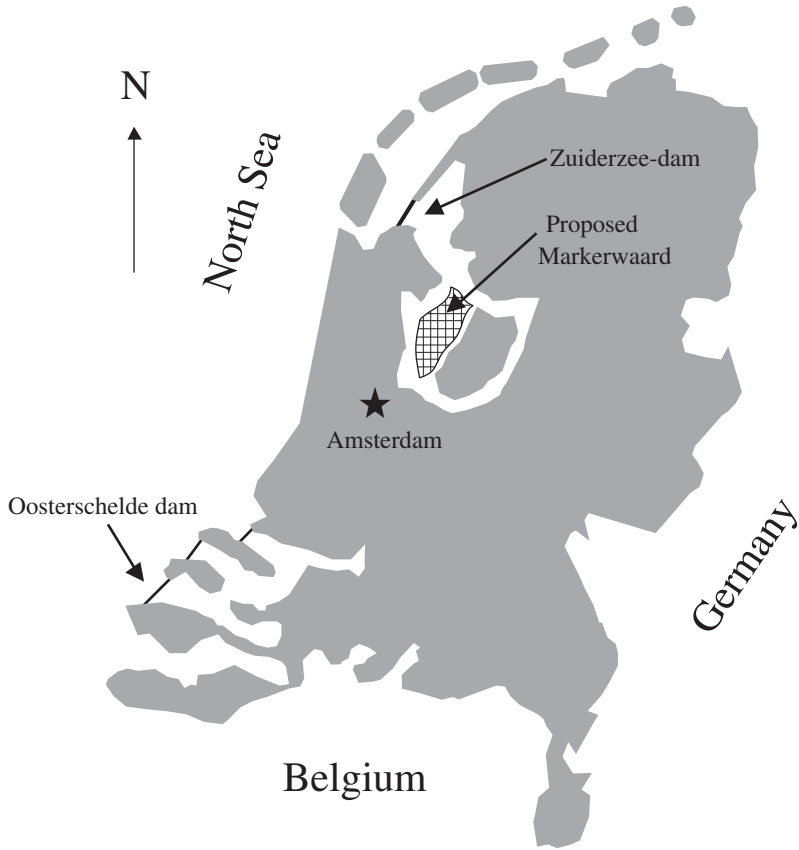 N
North Sea
Zuiderzee-dam
Proposed
Markerwaard
Amsterdam
Oosterschelde dam
Germany
Belgium